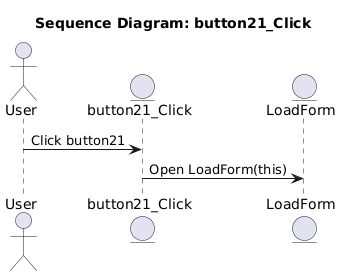 Sequence Diagram: button21_Click
User
button21_Click
LoadForm
Click button21
Open LoadForm(this)
User
button21_Click
LoadForm